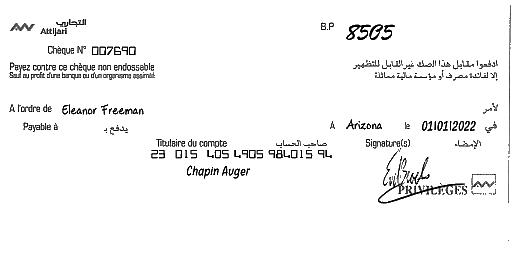 التجاري
Attijari
B.P 8505
Chèque N° 007690
Payez contre ce chèque non endossable
ادفعوا مقابل هذا الصك غير القابل للتظهير
Sauf au profit d'une banque ou d'un organisme assimilé
إلا لفائدة مصرف أو مؤسسة مالية مماثلة
A l'ordre de Eleanor Freeman
لأمر
Payable à يدفع بـ
A Arizona le 01/01/2022 في
Titulaire du compte صاحب الحساب Signature(s) الإمضاء
23 015 405 4905 984015 94
Chapin Auger
PRIVILÈGES